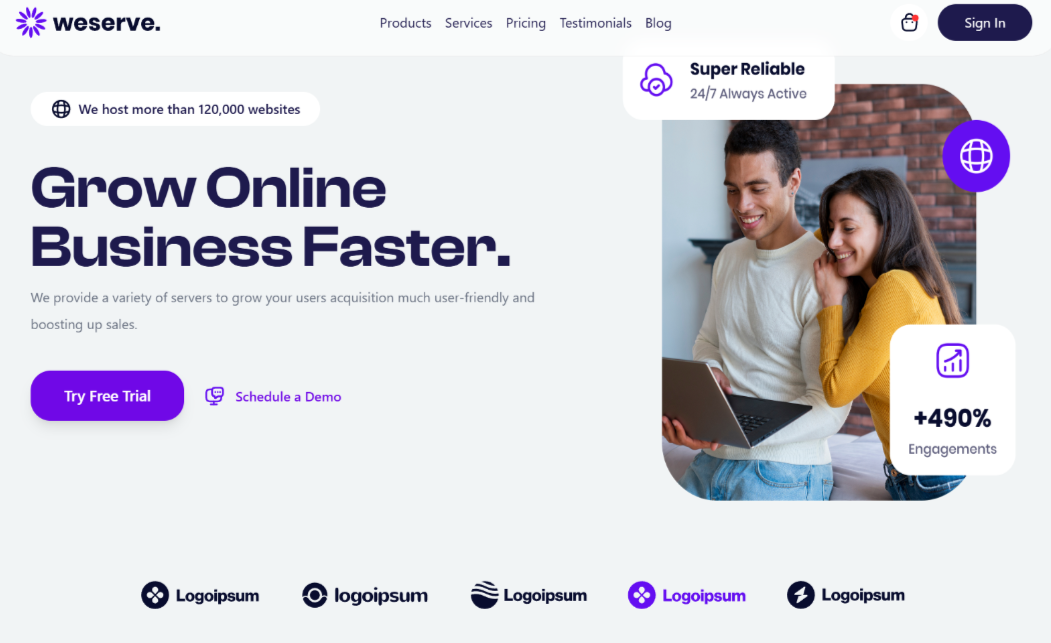 weserve.
Products
Services
Pricing
Testimonials
Blog
Sign In
We host more than 120,000 websites
Grow Online
Business Faster.
We provide a variety of servers to grow your users acquisition much user-friendly and
boosting up sales.
Try Free Trial
Schedule a Demo
Super Reliable
24/7 Always Active
+490%
Engagements
Logoipsum
logoipsum
Logoipsum
Logoipsum
Logoipsum